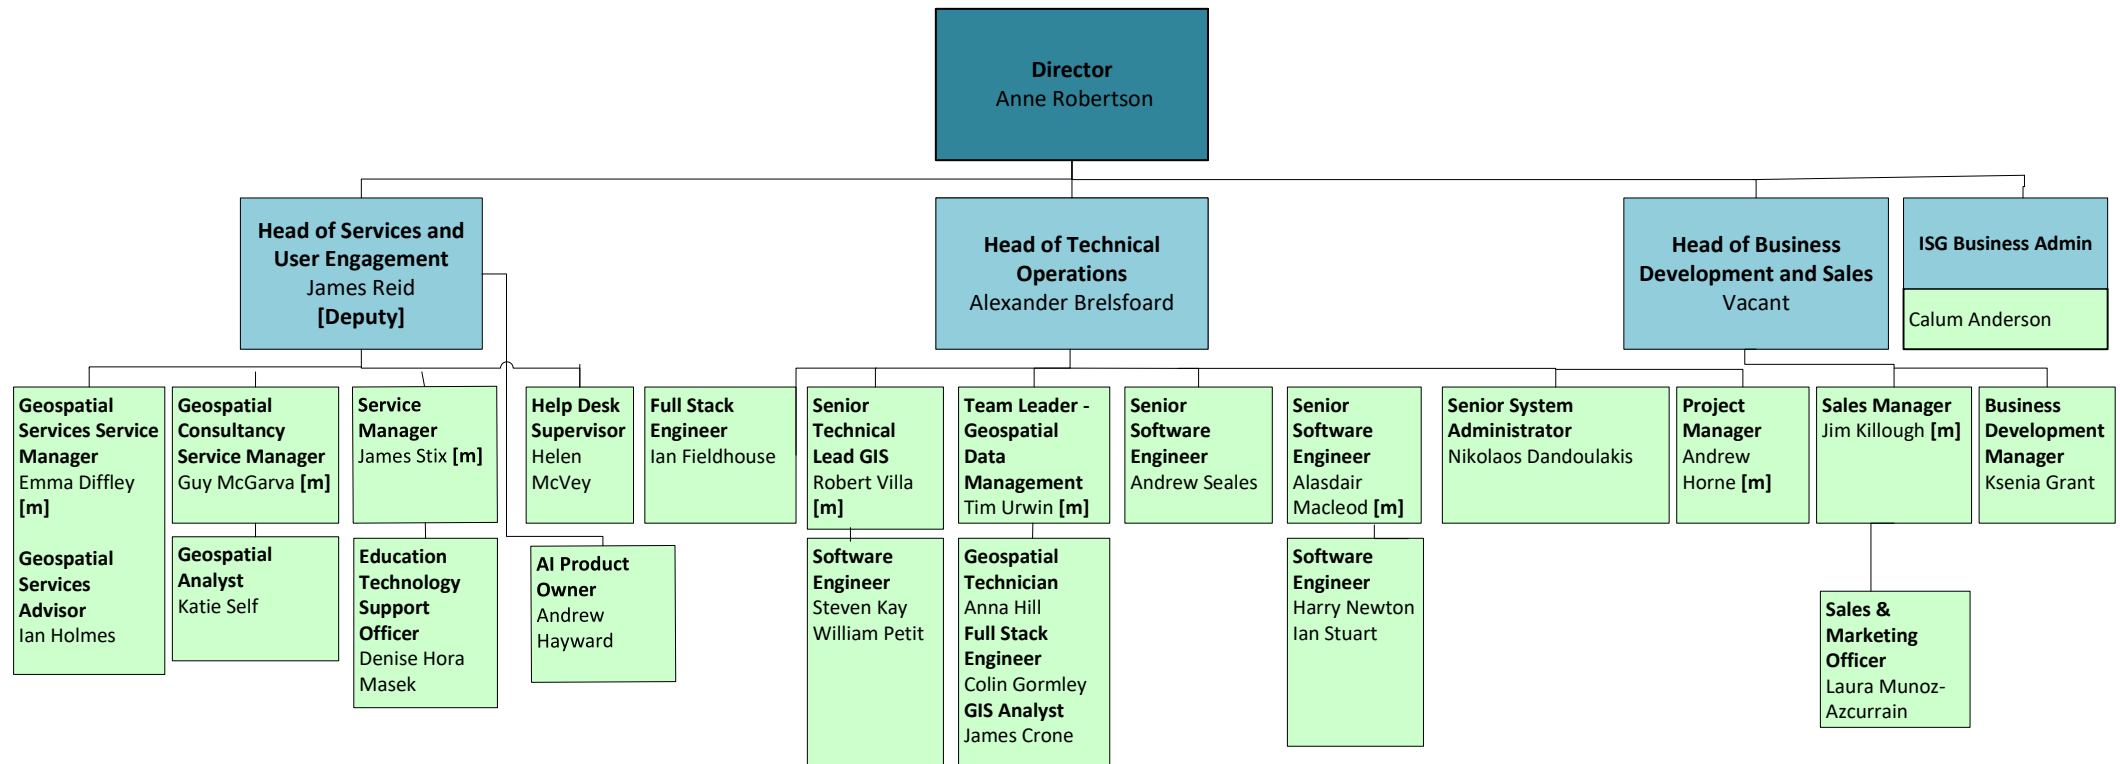 Director
Anne Robertson
Head of Services and
User Engagement
James Reid
[Deputy]
Head of Technical
Operations
Alexander Brelsfoard
Head of Business
Development and Sales
Vacant
ISG Business Admin
Calum Anderson
Geospatial
Services Service
Manager
Emma Diffley
[m]
Geospatial
Services
Advisor
Ian Holmes
Geospatial
Consultancy
Service Manager
Guy McGarva [m]
Geospatial
Analyst
Katie Self
Service
Manager
James Stix [m]
Education
Technology
Support
Officer
Denise Hora
Masek
Help Desk
Supervisor
Helen
McVey
AI Product
Owner
Andrew
Hayward
Full Stack
Engineer
Ian Fieldhouse
Senior
Technical
Lead GIS
Robert Villa
[m]
Software
Engineer
Steven Kay
William Petit
Team Leader -
Geospatial
Data
Management
Tim Urwin [m]
Geospatial
Technician
Anna Hill
Full Stack
Engineer
Colin Gormley
GIS Analyst
James Crone
Senior
Software
Engineer
Andrew Seales
Senior
Software
Engineer
Alasdair
Macleod [m]
Software
Engineer
Harry Newton
Ian Stuart
Senior System
Administrator
Nikolaos Dandoulakis
Project
Manager
Andrew
Horne [m]
Sales Manager
Jim Killough [m]
Sales &
Marketing
Officer
Laura Munoz-
Azcurrain
Business
Development
Manager
Ksenia Grant